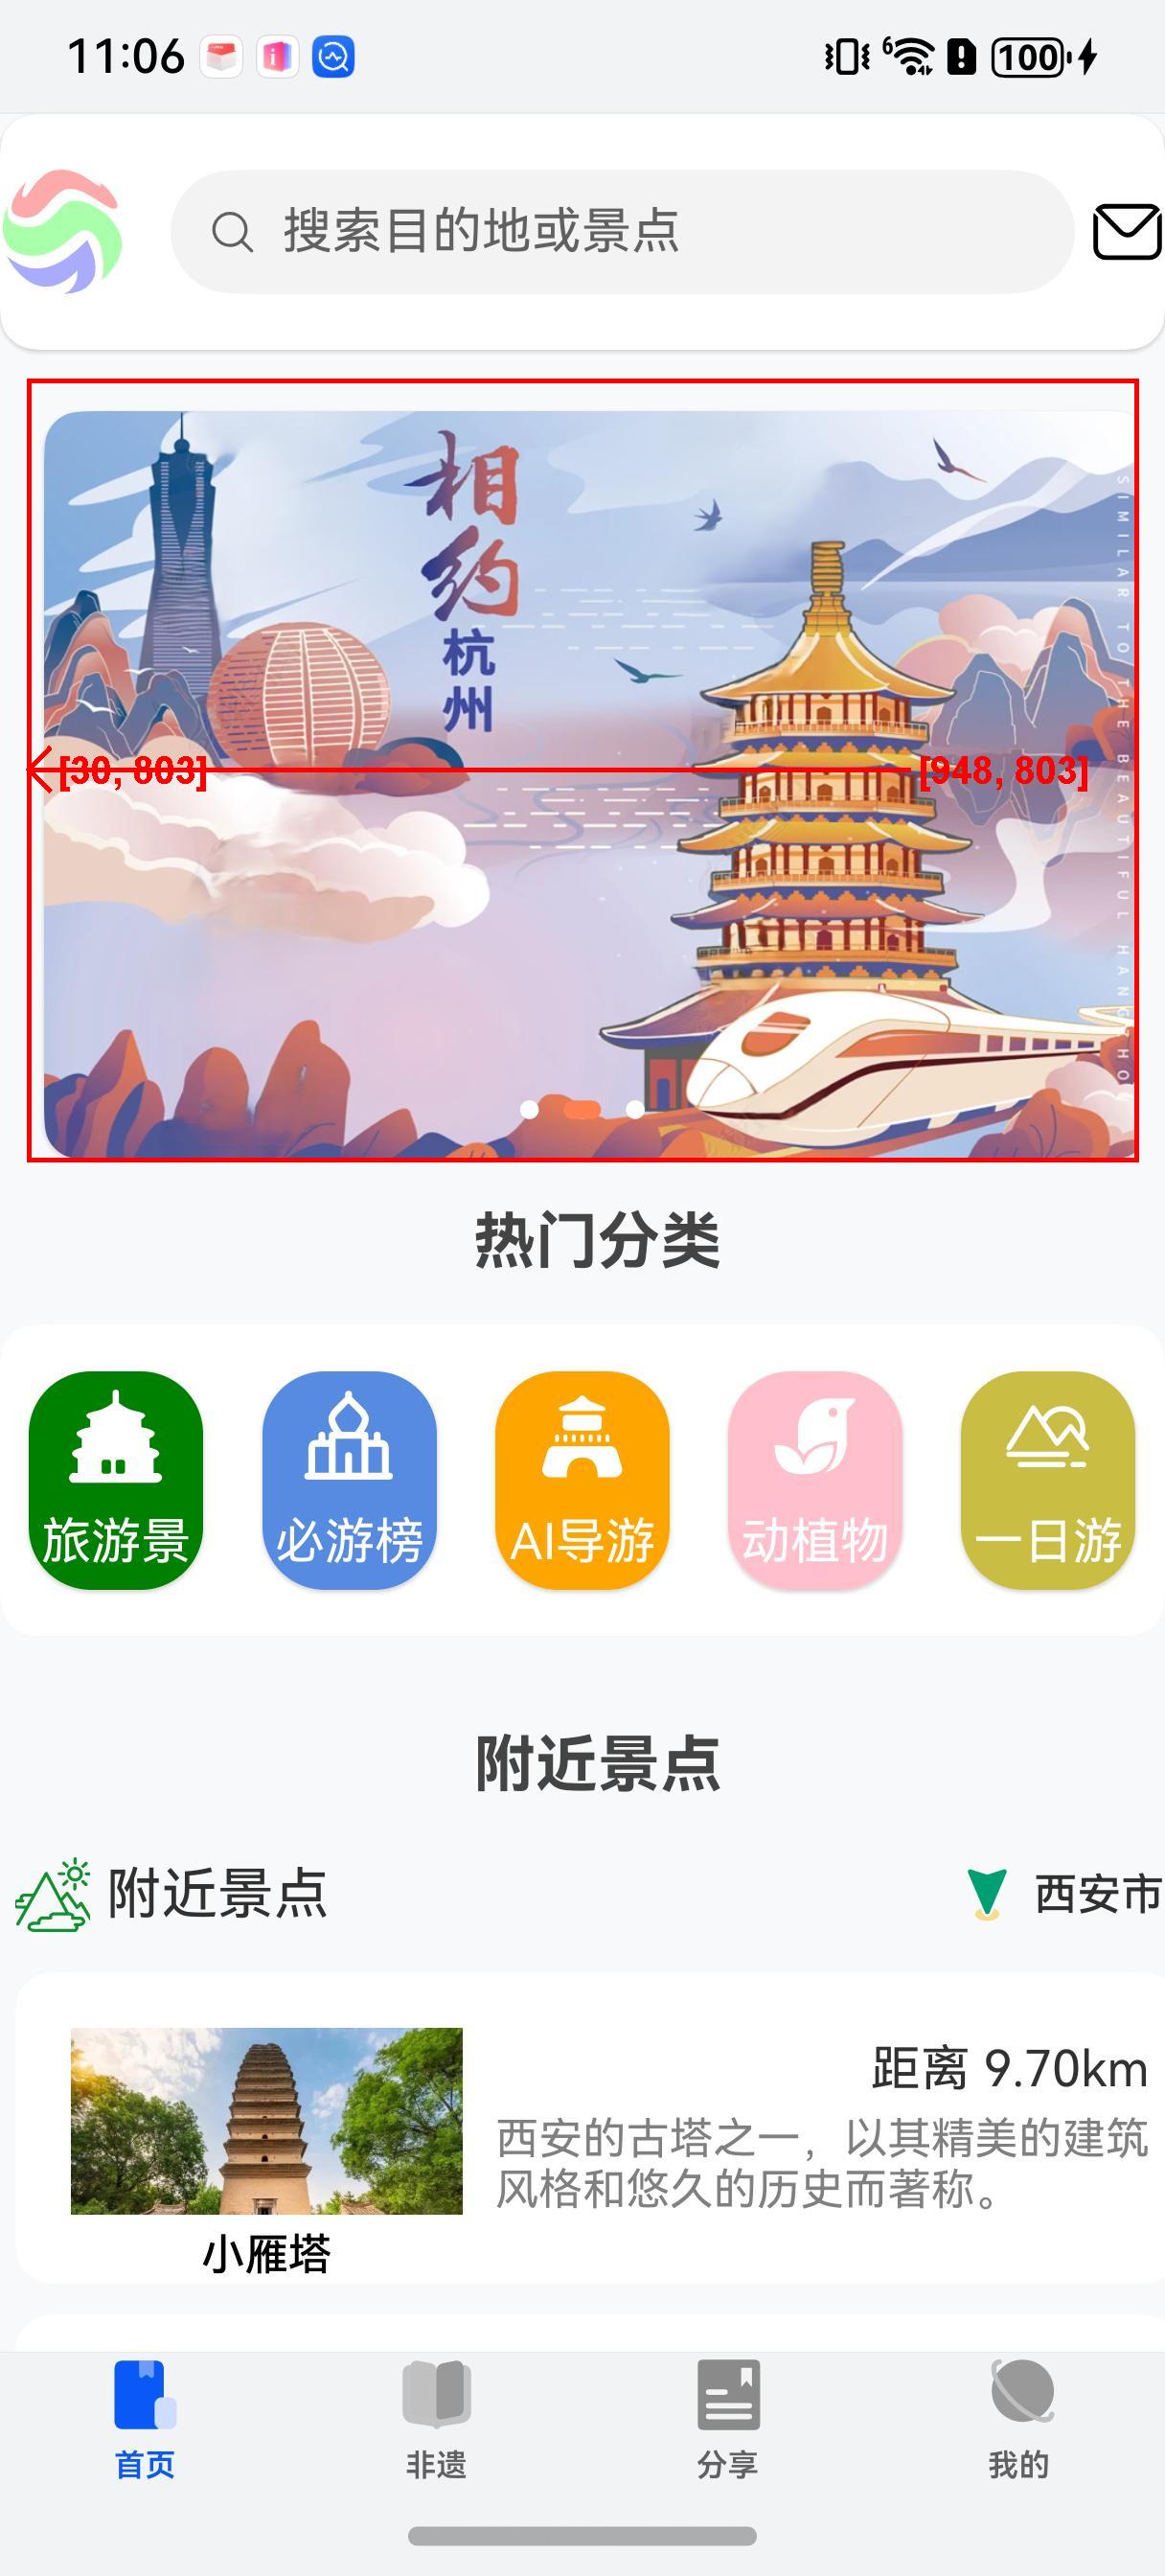 11:06
6
100
搜索目的地或景点
相约
杭州
SIMILAR TO THE BEAUTIFUL HANGZHOU
[30, 803]
[948, 803]
热门分类
旅游景
必游榜
AI导游
动植物
一日游
附近景点
附近景点
西安市
距离 9.70km
西安的古塔之一，以其精美的建筑
风格和悠久的历史而著称。
小雁塔
首页
非遗
分享
我的